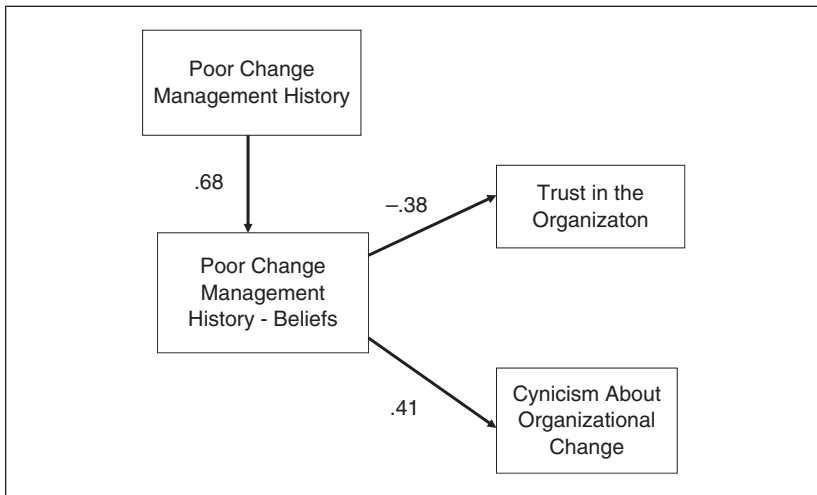 Poor Change
Management History
.68
Poor Change
Management
History - Beliefs
–.38
Trust in the
Organizaton
.41
Cynicism About
Organizational
Change